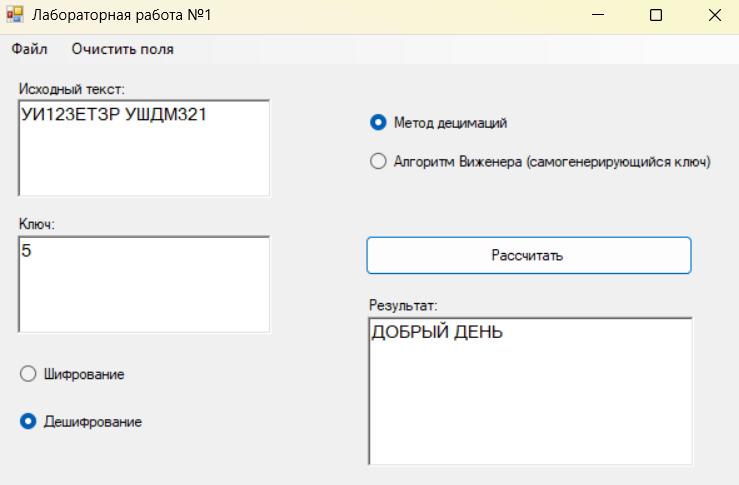 Лабораторная работа №1
Файл Очистить поля
Исходный текст:
УИ123ЕТЗР УШДМ321
Метод децимаций
Алгоритм Виженера (самогенерирующийся ключ)
Ключ:
5
Рассчитать
Результат:
ДОБРЫЙ ДЕНЬ
Шифрование
Дешифрование